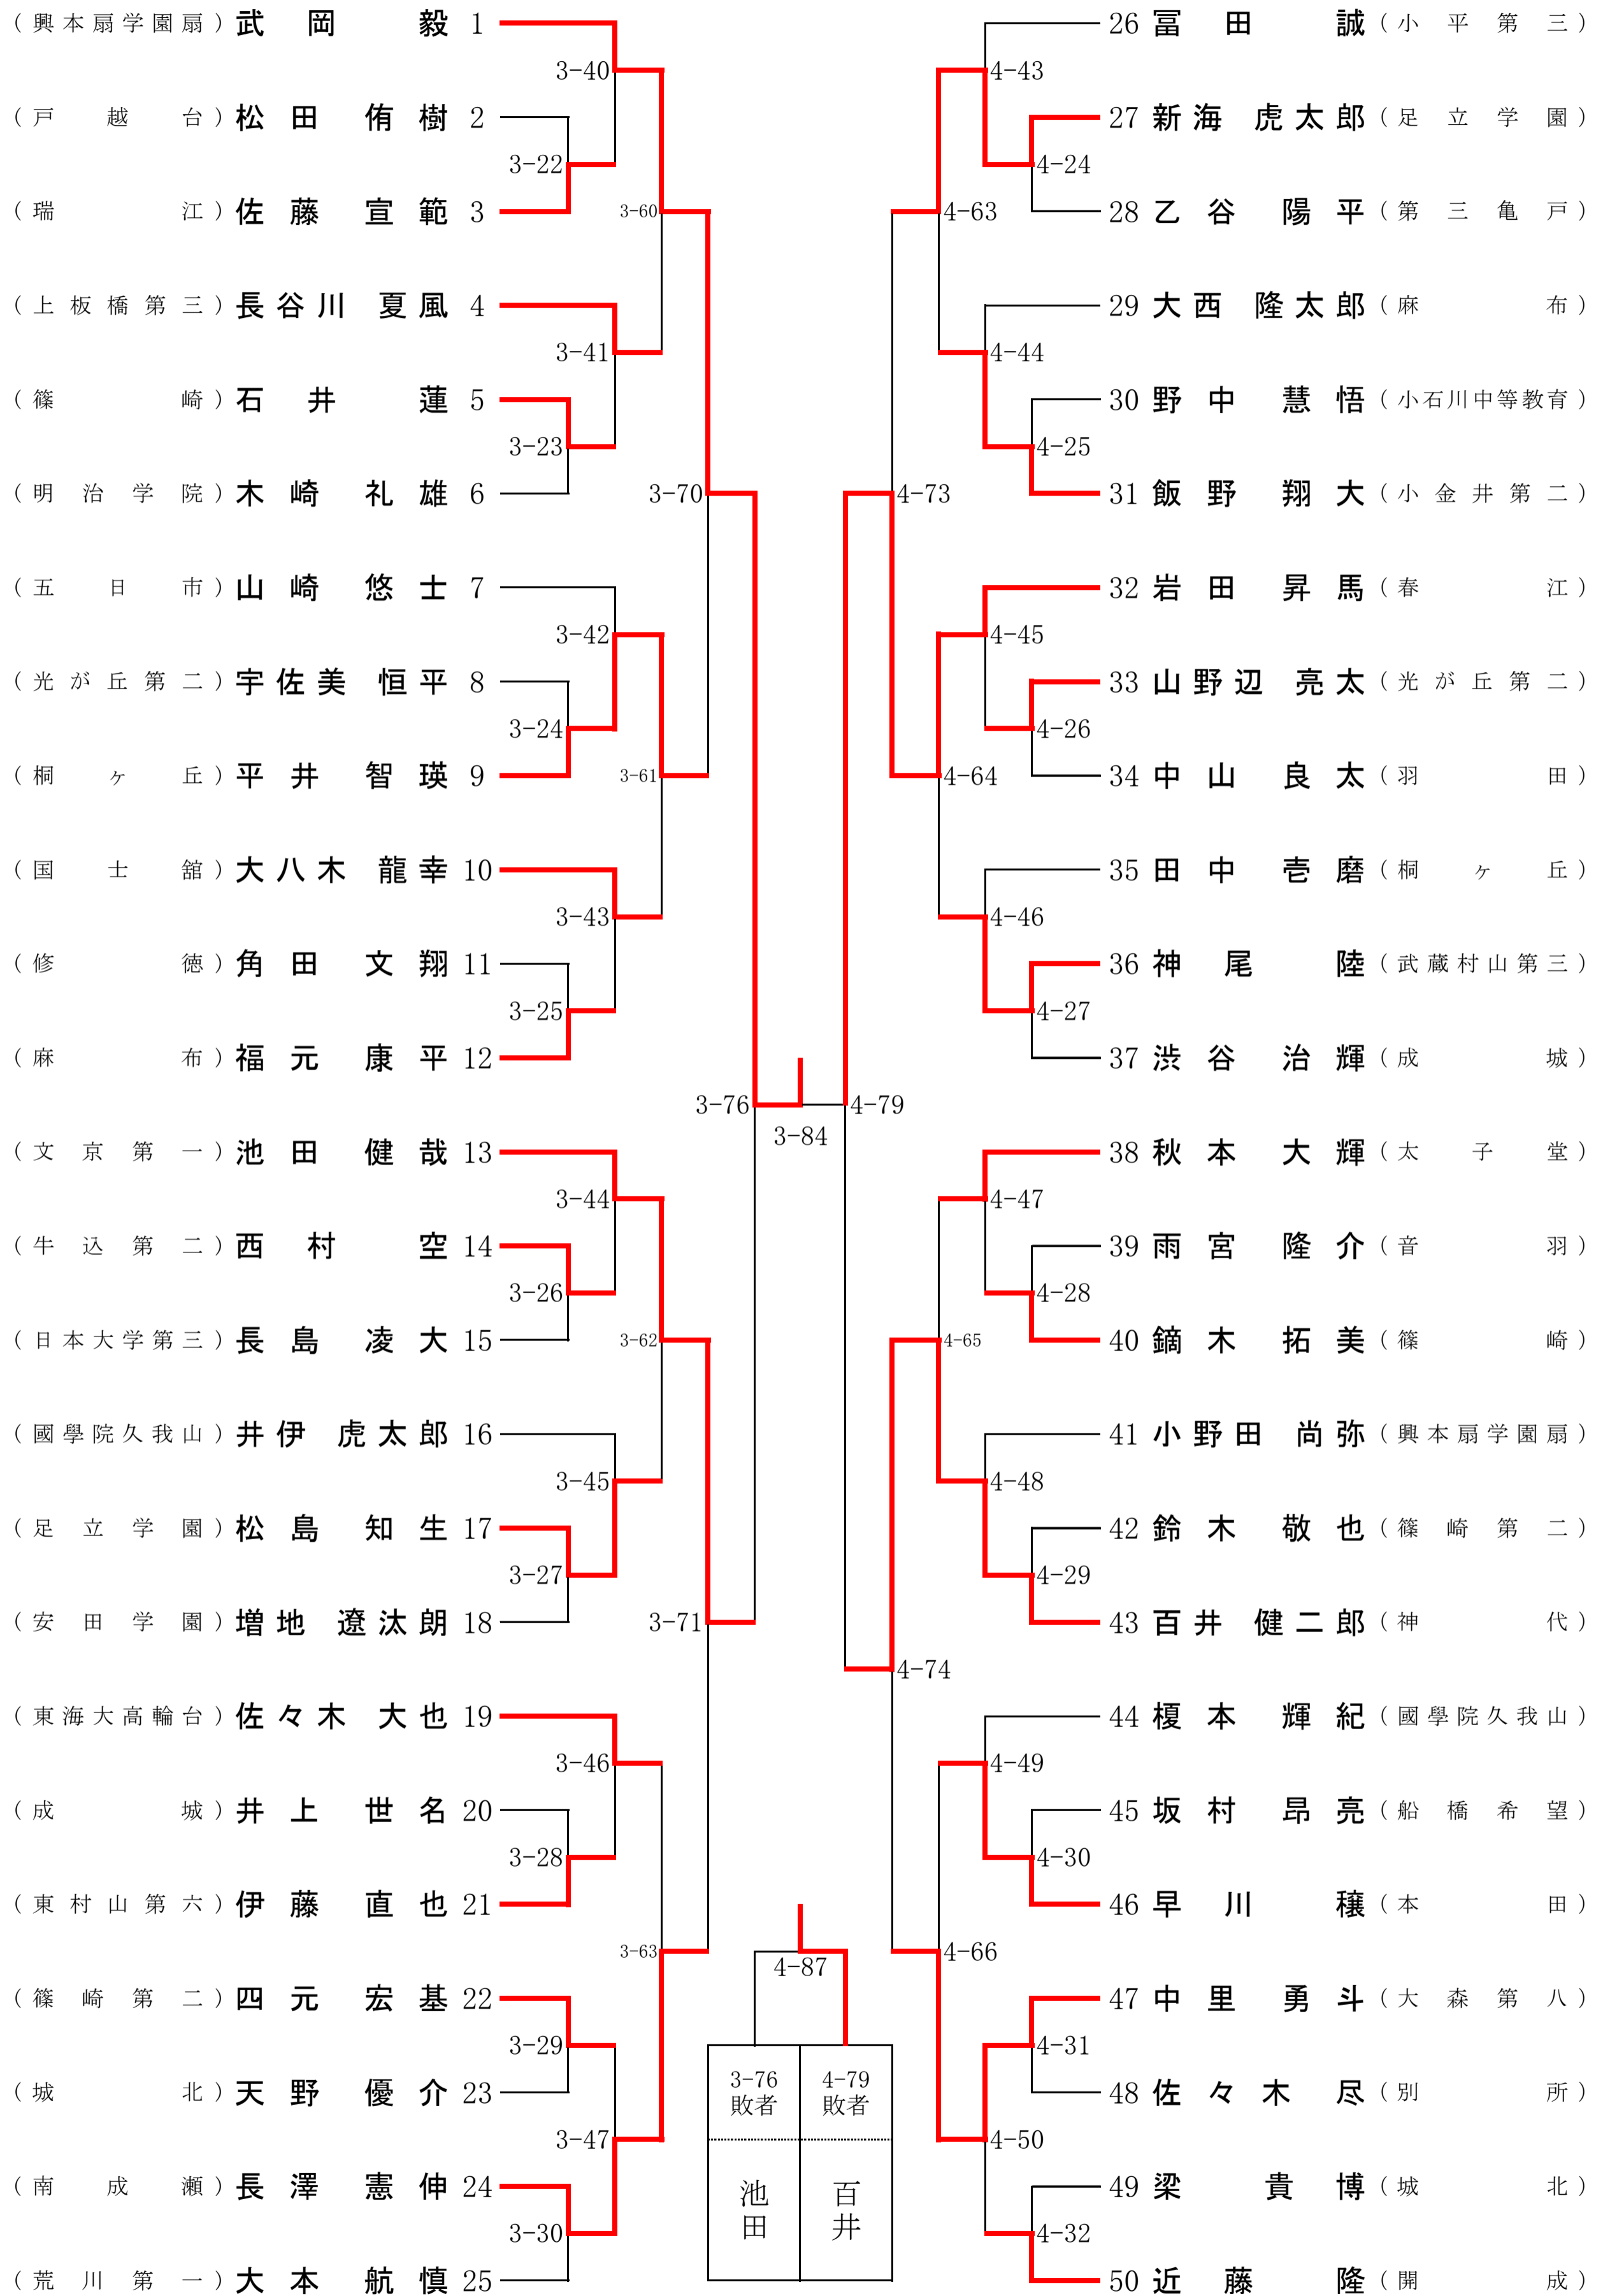 (興本扇学園扇) 武岡 毅 1
3-40
(戸越台) 松田 侑樹 2
3-22
(瑞江) 佐藤 宣範 3
3-60
(上板橋第三) 長谷川 夏風 4
3-41
(篠崎) 石井 蓮 5
3-23
(明治学院) 木崎 礼雄 6
3-70
(五日市) 山崎 悠士 7
3-42
(光が丘第二) 宇佐美 恒平 8
3-24
(桐ヶ丘) 平井 智瑛 9
3-61
(国士舘) 大八木 龍幸 10
3-43
(修徳) 角田 文翔 11
3-25
(麻布) 福元 康平 12
3-76
(文京第一) 池田 健哉 13
3-44
(牛込第二) 西村 空 14
3-26
(日本大学第三) 長島 凌大 15
3-62
(國學院久我山) 井伊 虎太郎 16
3-45
(足立学園) 松島 知生 17
3-27
(安田学園) 増地 遼汰朗 18
3-71
(東海大高輪台) 佐々木 大也 19
3-46
(成城) 井上 世名 20
3-28
(東村山第六) 伊藤 直也 21
3-63
(篠崎第二) 四元 宏基 22
3-29
(城北) 天野 優介 23
3-47
(南成瀬) 長澤 憲伸 24
3-30
(荒川第一) 大本 航慎 25
3-84
4-87
3-76 敗者
4-79 敗者
池田
百井
26 冨田 誠 (小平第三)
4-43
27 新海 虎太郎 (足立学園)
4-24
28 乙谷 陽平 (第三亀戸)
4-63
29 大西 隆太郎 (麻布)
4-44
30 野中 慧悟 (小石川中等教育)
4-25
31 飯野 翔大 (小金井第二)
4-73
32 岩田 昇馬 (春江)
4-45
33 山野辺 亮太 (光が丘第二)
4-26
34 中山 良太 (羽田)
4-64
35 田中 壱磨 (桐ヶ丘)
4-46
36 神尾 陸 (武蔵村山第三)
4-27
37 渋谷 治輝 (成城)
4-79
38 秋本 大輝 (太子堂)
4-47
39 雨宮 隆介 (音羽)
4-28
40 鏑木 拓美 (篠崎)
4-65
41 小野田 尚弥 (興本扇学園扇)
4-48
42 鈴木 敬也 (篠崎第二)
4-29
43 百井 健二郎 (神代)
4-74
44 榎本 輝紀 (國學院久我山)
4-49
45 坂村 昂亮 (船橋希望)
4-30
46 早川 穣 (本田)
4-66
47 中里 勇斗 (大森第八)
4-31
48 佐々木 尽 (別所)
4-50
49 梁 貴博 (城北)
4-32
50 近藤 隆 (開成)